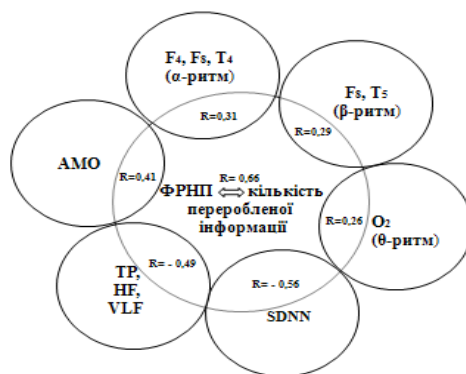 F₄, F₈, T₄
(α-ритм)
R=0,31
F₈, T₅
(β-ритм)
R=0,29
АМО
R=0,41
R= 0,66
ФРНП ⇔ кількість
переробленої
інформації
R=0,26
O₂
(θ-ритм)
R= - 0,49
TP,
HF,
VLF
R= - 0,56
SDNN